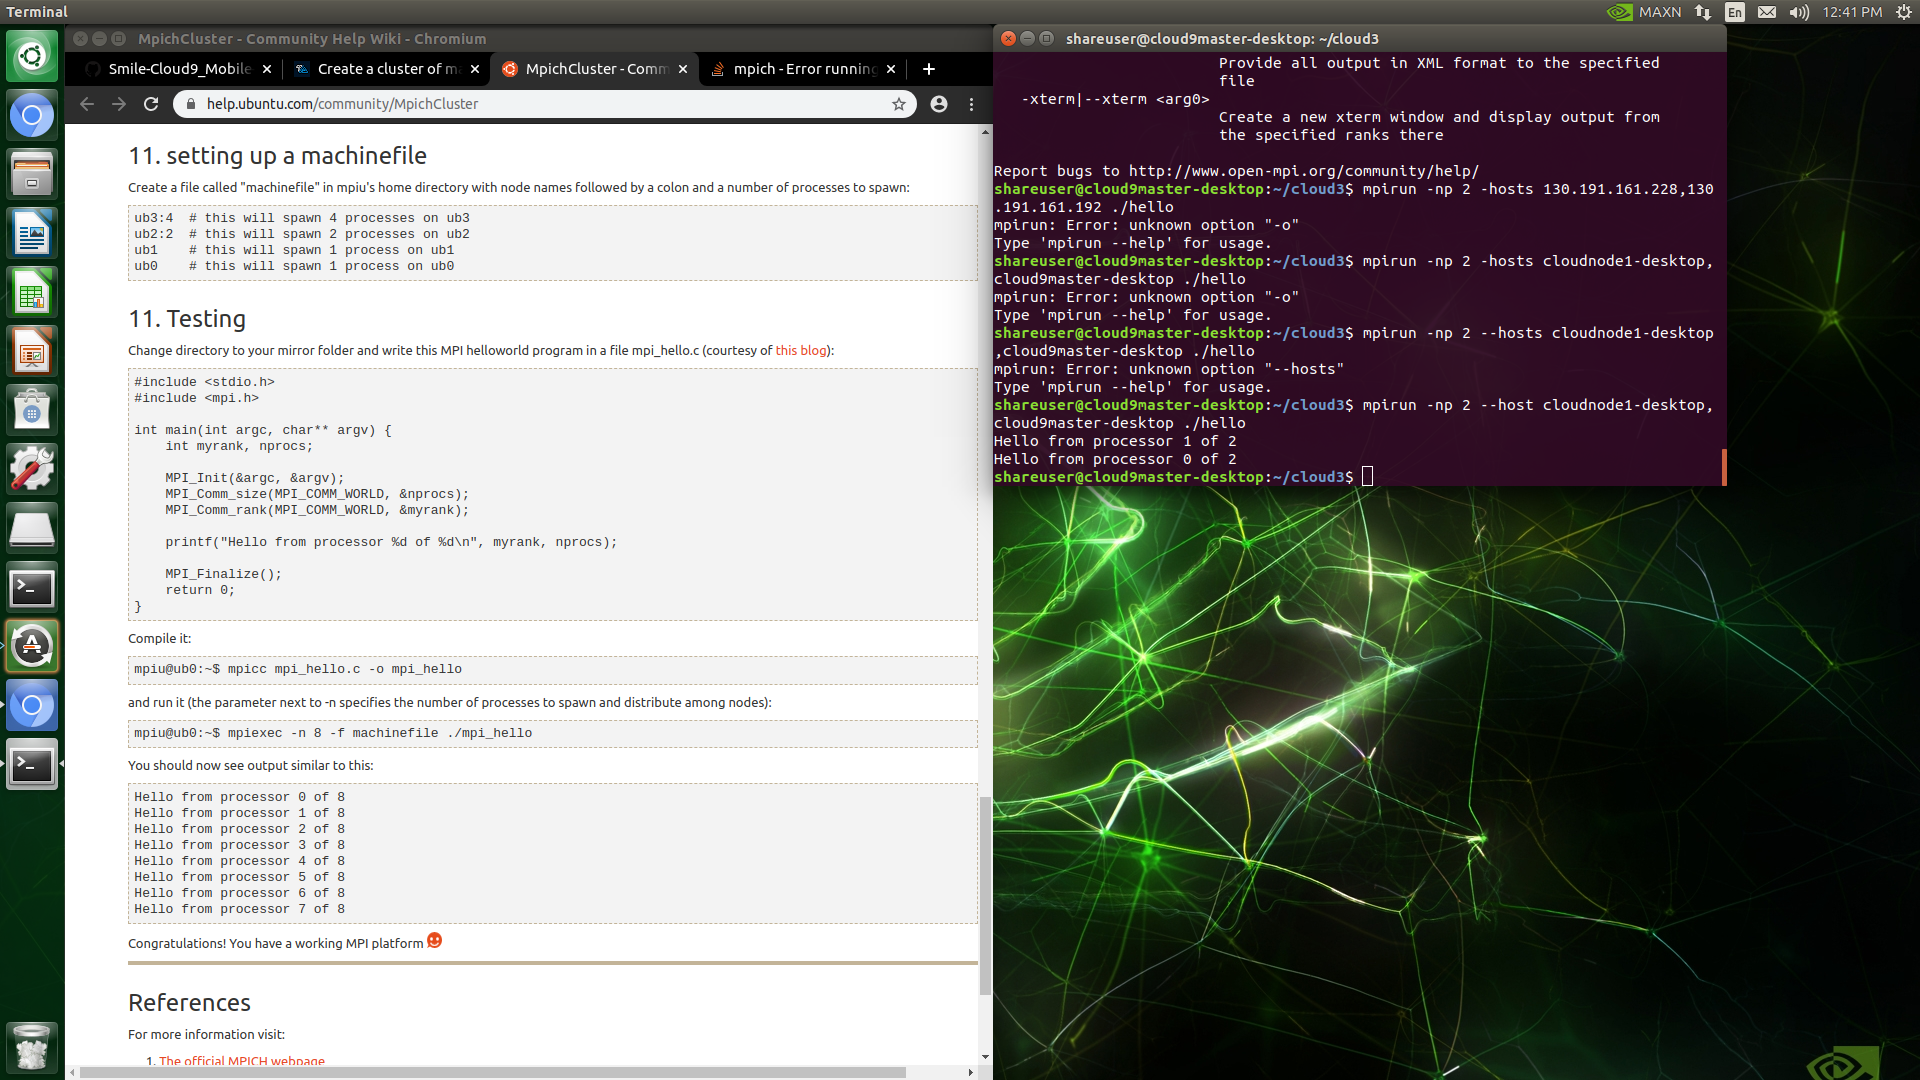 Terminal
MAXN
En
12:41 PM
MpichCluster - Community Help Wiki - Chromium
Smile-Cloud9_Mobile
Create a cluster of ma
MpichCluster - Comm
mpich - Error running
help.ubuntu.com/community/MpichCluster
11. setting up a machinefile
Create a file called "machinefile" in mpiu's home directory with node names followed by a colon and a number of processes to spawn:
ub3:4  # this will spawn 4 processes on ub3
ub2:2  # this will spawn 2 processes on ub2
ub1    # this will spawn 1 process on ub1
ub0    # this will spawn 1 process on ub0
11. Testing
Change directory to your mirror folder and write this MPI helloworld program in a file mpi_hello.c (courtesy of this blog):
#include <stdio.h>
#include <mpi.h>
int main(int argc, char** argv) {
    int myrank, nprocs;
    MPI_Init(&argc, &argv);
    MPI_Comm_size(MPI_COMM_WORLD, &nprocs);
    MPI_Comm_rank(MPI_COMM_WORLD, &myrank);
    printf("Hello from processor %d of %d\n", myrank, nprocs);
    MPI_Finalize();
    return 0;
}
Compile it:
mpiu@ub0:~$ mpicc mpi_hello.c -o mpi_hello
and run it (the parameter next to -n specifies the number of processes to spawn and distribute among nodes):
mpiu@ub0:~$ mpiexec -n 8 -f machinefile ./mpi_hello
You should now see output similar to this:
Hello from processor 0 of 8
Hello from processor 1 of 8
Hello from processor 2 of 8
Hello from processor 3 of 8
Hello from processor 4 of 8
Hello from processor 5 of 8
Hello from processor 6 of 8
Hello from processor 7 of 8
Congratulations! You have a working MPI platform
References
For more information visit:
1. The official MPICH webpage
shareuser@cloud9master-desktop: ~/cloud3
Provide all output in XML format to the specified
file
-xterm|--xterm <arg0>
Create a new xterm window and display output from
the specified ranks there
Report bugs to http://www.open-mpi.org/community/help/
shareuser@cloud9master-desktop:~/cloud3$ mpirun -np 2 -hosts 130.191.161.228,130
.191.161.192 ./hello
mpirun: Error: unknown option "-o"
Type 'mpirun --help' for usage.
shareuser@cloud9master-desktop:~/cloud3$ mpirun -np 2 -hosts cloudnode1-desktop,
cloud9master-desktop ./hello
mpirun: Error: unknown option "-o"
Type 'mpirun --help' for usage.
shareuser@cloud9master-desktop:~/cloud3$ mpirun -np 2 --hosts cloudnode1-desktop
,cloud9master-desktop ./hello
mpirun: Error: unknown option "--hosts"
Type 'mpirun --help' for usage.
shareuser@cloud9master-desktop:~/cloud3$ mpirun -np 2 --host cloudnode1-desktop,
cloud9master-desktop ./hello
Hello from processor 1 of 2
Hello from processor 0 of 2
shareuser@cloud9master-desktop:~/cloud3$